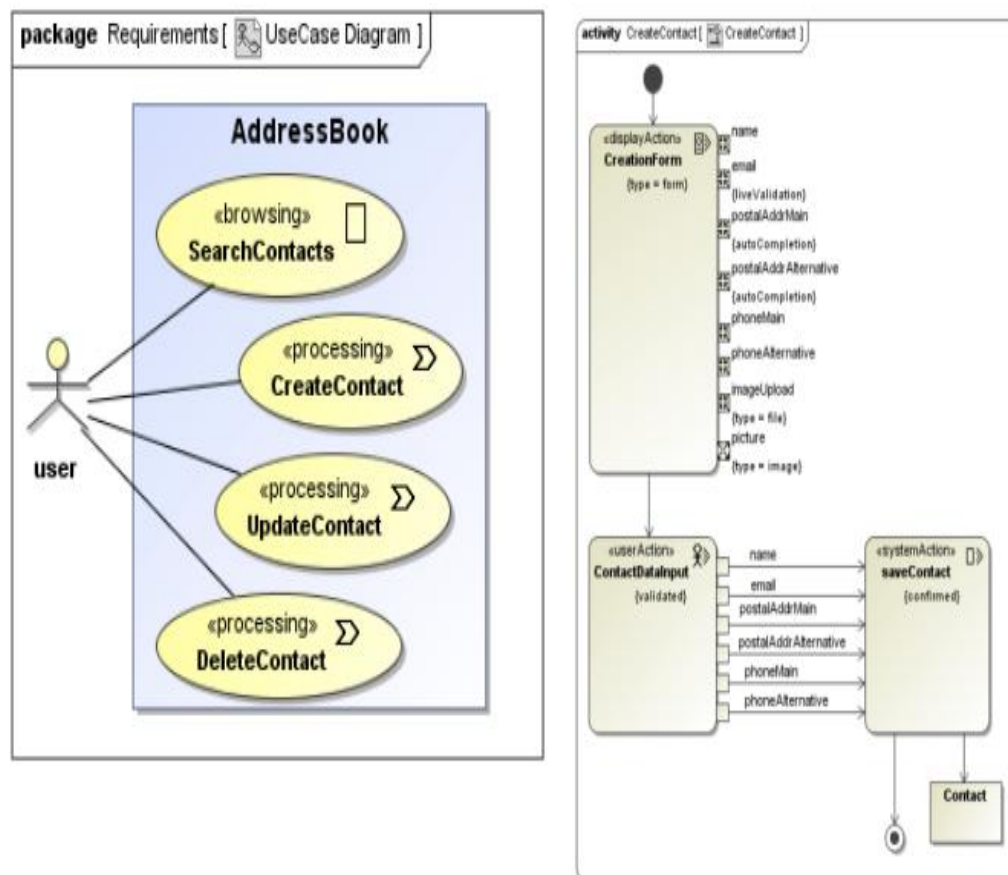 package Requirements [ UseCase Diagram ]
AddressBook
«browsing»
SearchContacts
«processing»
CreateContact
«processing»
UpdateContact
«processing»
DeleteContact
user
activity CreateContact [ CreateContact ]
«displayAction»
CreationForm
{type = form}
name
email
{liveValidation}
postalAddrMain
{autoCompletion}
postalAddrAlternative
{autoCompletion}
phoneMain
phoneAlternative
imageUpload
{type = file}
picture
{type = image}
«userAction»
ContactDataInput
{validated}
name
email
postalAddrMain
postalAddrAlternative
phoneMain
phoneAlternative
«systemAction»
saveContact
{confirmed}
Contact